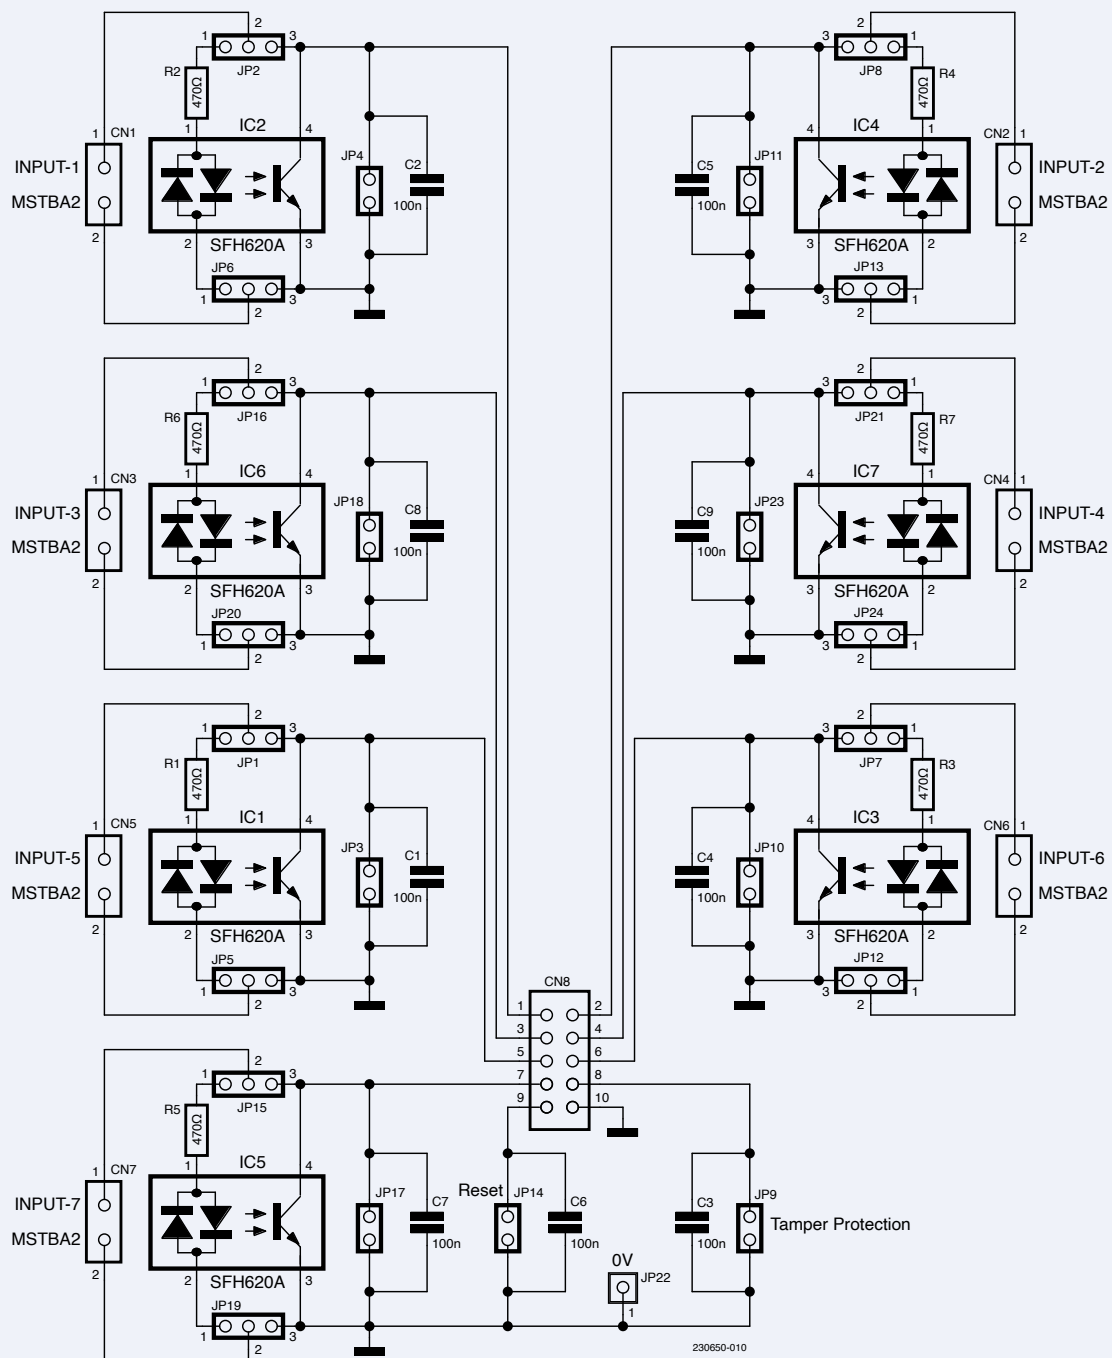 2
1
3
JP2
R2
470Ω
1
IC2
4
1
CN1
INPUT-1
MSTBA2
2
JP4
C2
100n
2
SFH620A
3
JP6
1
3
2
2
3
1
JP8
R4
470Ω
1
IC4
4
CN2
1
INPUT-2
MSTBA2
2
C5
100n
JP11
3
SFH620A
2
JP13
3
1
2
2
1
3
JP16
R6
470Ω
1
IC6
4
1
CN3
INPUT-3
MSTBA2
2
JP18
C8
100n
2
SFH620A
3
JP20
1
3
2
2
3
1
JP21
R7
470Ω
1
IC7
4
CN4
1
INPUT-4
MSTBA2
2
C9
100n
JP23
3
SFH620A
2
JP24
3
1
2
2
1
3
JP1
R1
470Ω
1
IC1
4
1
CN5
INPUT-5
MSTBA2
2
JP3
C1
100n
2
SFH620A
3
JP5
1
3
2
2
3
1
JP7
R3
470Ω
1
IC3
4
CN6
1
INPUT-6
MSTBA2
2
C4
100n
JP10
3
SFH620A
2
JP12
3
1
2
CN8
1
2
3
4
5
6
7
8
9
10
2
1
3
JP15
R5
470Ω
1
IC5
4
1
CN7
INPUT-7
MSTBA2
2
JP17
C7
100n
2
SFH620A
3
JP19
1
3
2
Reset
JP14
C6
100n
C3
100n
JP9
Tamper Protection
0V
JP22
1
230650-010